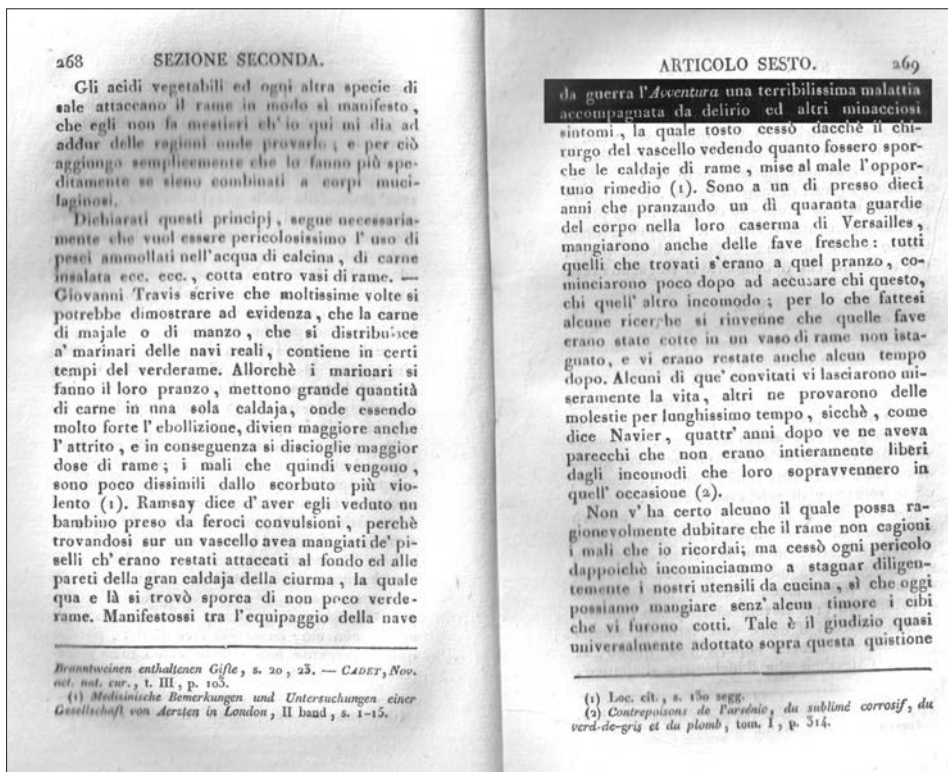 268 SEZIONE SECONDA.
Gli acidi vegetabili ed ogni altra specie di
sale attaccano il rame in modo sì manifesto,
che egli non fa mestieri ch' io qui mi dia ad
addur delle ragioni onde provarlo; e per ciò
aggiungo semplicemente che lo fanno più spe-
ditamente se sieno combinati a corpi muci-
laginosi.
Dichiarati questi principj, segue necessaria-
mente che vuol essere pericolosissimo l' uso di
pesci ammollati nell'acqua di calcina, di carne
insalata ecc. ecc., cotta entro vasi di rame. —
Giovanni Travis scrive che moltissime volte si
potrebbe dimostrare ad evidenza, che la carne
di majale o di manzo, che si distribuisce
a' marinari delle navi reali, contiene in certi
tempi del verderame. Allorchè i marinari si
fanno il loro pranzo, mettono grande quantità
di carne in una sola caldaja, onde essendo
molto forte l' ebollizione, divien maggiore anche
l' attrito, e in conseguenza si discioglie maggior
dose di rame; i mali che quindi vengono,
sono poco dissimili dallo scorbuto più vio-
lento (1). Ramsay dice d' aver egli veduto un
bambino preso da feroci convulsioni, perchè
trovandosi sur un vascello avea mangiati de' pi-
selli ch' erano restati attaccati al fondo ed alle
pareti della gran caldaja della ciurma, la quale
qua e là si trovò sporca di non poco verde-
rame. Manifestossi tra l'equipaggio della nave
Branntweinen enthaltenen Gifte, s. 20, 23. — CADET, Nov.
act. nat. cur., t. III, p. 103.
(1) Medizinische Bemerkungen und Untersuchungen einer
Gesellschaft von Aerzten in London, II band, s. 1-15.
ARTICOLO SESTO. 269
da guerra l'Avventura una terribilissima malattia
accompagnata da delirio ed altri minacciosi
sintomi, la quale tosto cessò dacchè il chi-
rurgo del vascello vedendo quanto fossero spor-
che le caldaje di rame, mise al male l'oppor-
tuno rimedio (1). Sono a un di presso dieci
anni che pranzando un dì quaranta guardie
del corpo nella loro caserma di Versailles,
mangiarono anche delle fave fresche: tutti
quelli che trovati s'erano a quel pranzo, co-
minciarono poco dopo ad accusare chi questo,
chi quell' altro incomodo; per lo che fattesi
alcune ricerche si rinvenne che quelle fave
erano state cotte in un vaso di rame non ista-
gnato, e vi erano restate anche alcun tempo
dopo. Alcuni di que' convitati vi lasciarono mi-
seramente la vita, altri ne provarono delle
molestie per lunghissimo tempo, sicchè, come
dice Navier, quattr' anni dopo ve ne aveva
parecchi che non erano intieramente liberi
dagli incomodi che loro sopravvennero in
quell' occasione (2).
Non v' ha certo alcuno il quale possa ra-
gionevolmente dubitare che il rame non cagioni
i mali che io ricordai; ma cessò ogni pericolo
dappoichè incominciammo a stagnar diligen-
temente i nostri utensili da cucina, sì che oggi
possiamo mangiare senz' alcun timore i cibi
che vi furono cotti. Tale è il giudizio quasi
universalmente adottato sopra questa quistione
(1) Loc. cit., s. 130 segg.
(2) Contrepoisons de l'arsénic, du sublimé corrosif, du
verd-de-gris et du plomb, tom. I, p. 314.